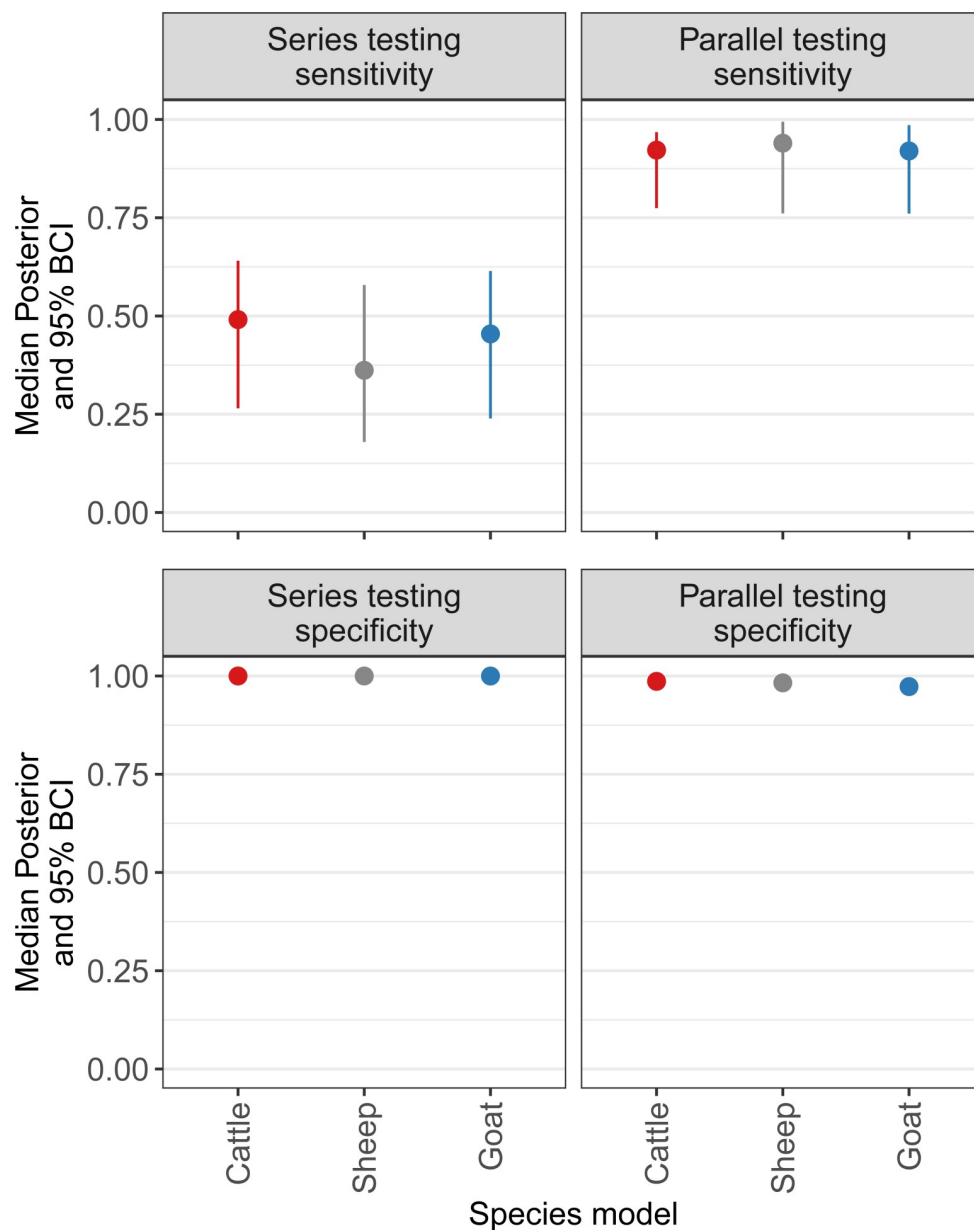 Series testing
sensitivity
Parallel testing
sensitivity
Median Posterior
and 95% BCI
1.00
0.75
0.50
0.25
0.00
Series testing
specificity
Parallel testing
specificity
Median Posterior
and 95% BCI
1.00
0.75
0.50
0.25
0.00
Cattle
Sheep
Goat
Cattle
Sheep
Goat
Species model